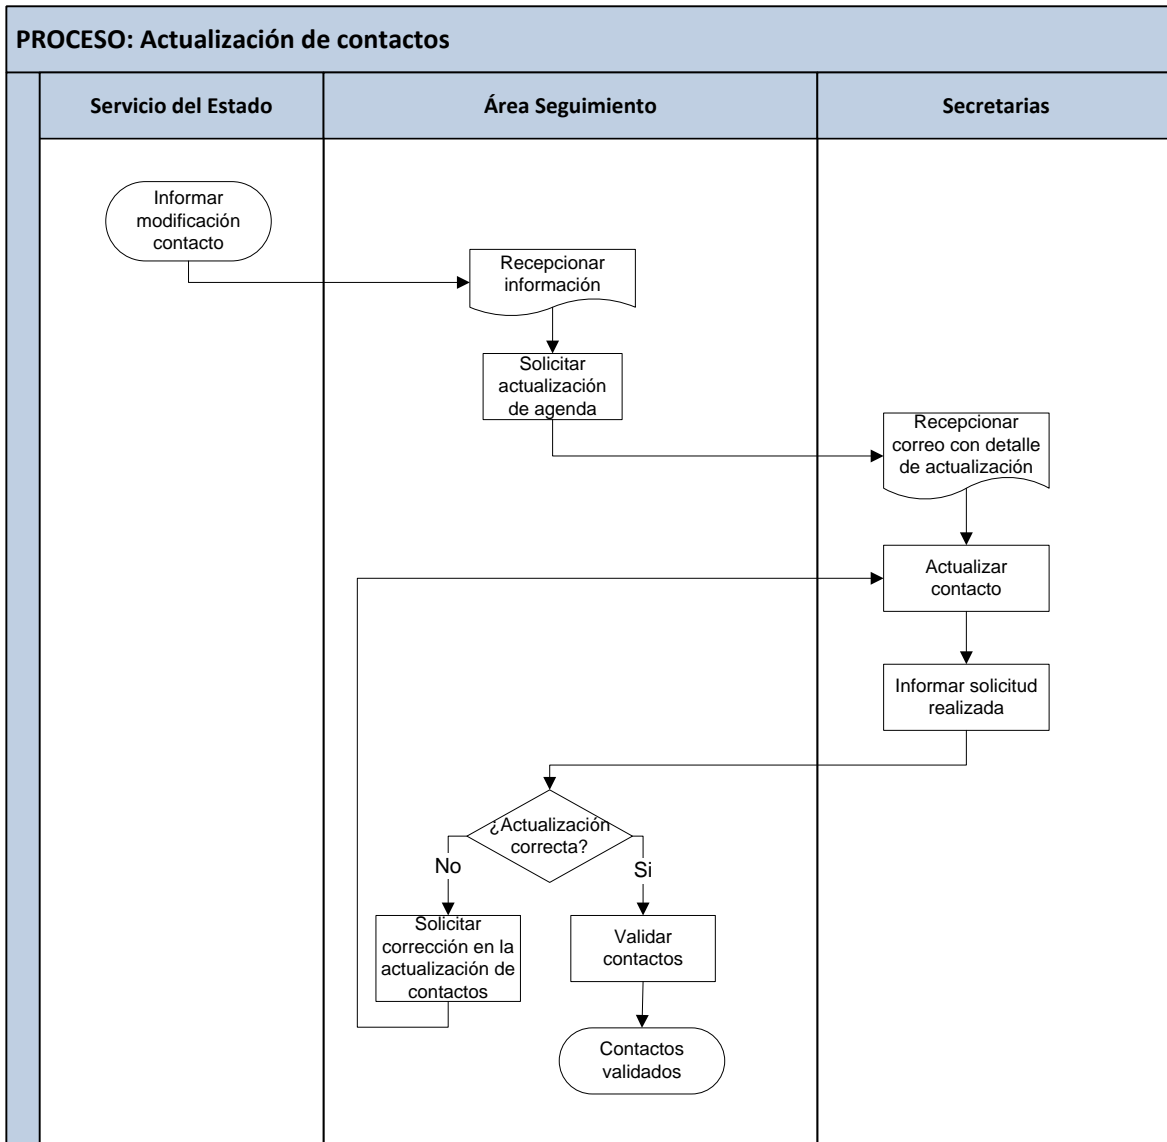 PROCESO: Actualización de contactos
Servicio del Estado
Área Seguimiento
Secretarias
Informar
modificación
contacto
Recepcionar
información
Solicitar
actualización
de agenda
Recepcionar
correo con detalle
de actualización
Actualizar
contacto
Informar solicitud
realizada
¿Actualización
correcta?
No
Si
Solicitar
corrección en la
actualización de
contactos
Validar
contactos
Contactos
validados